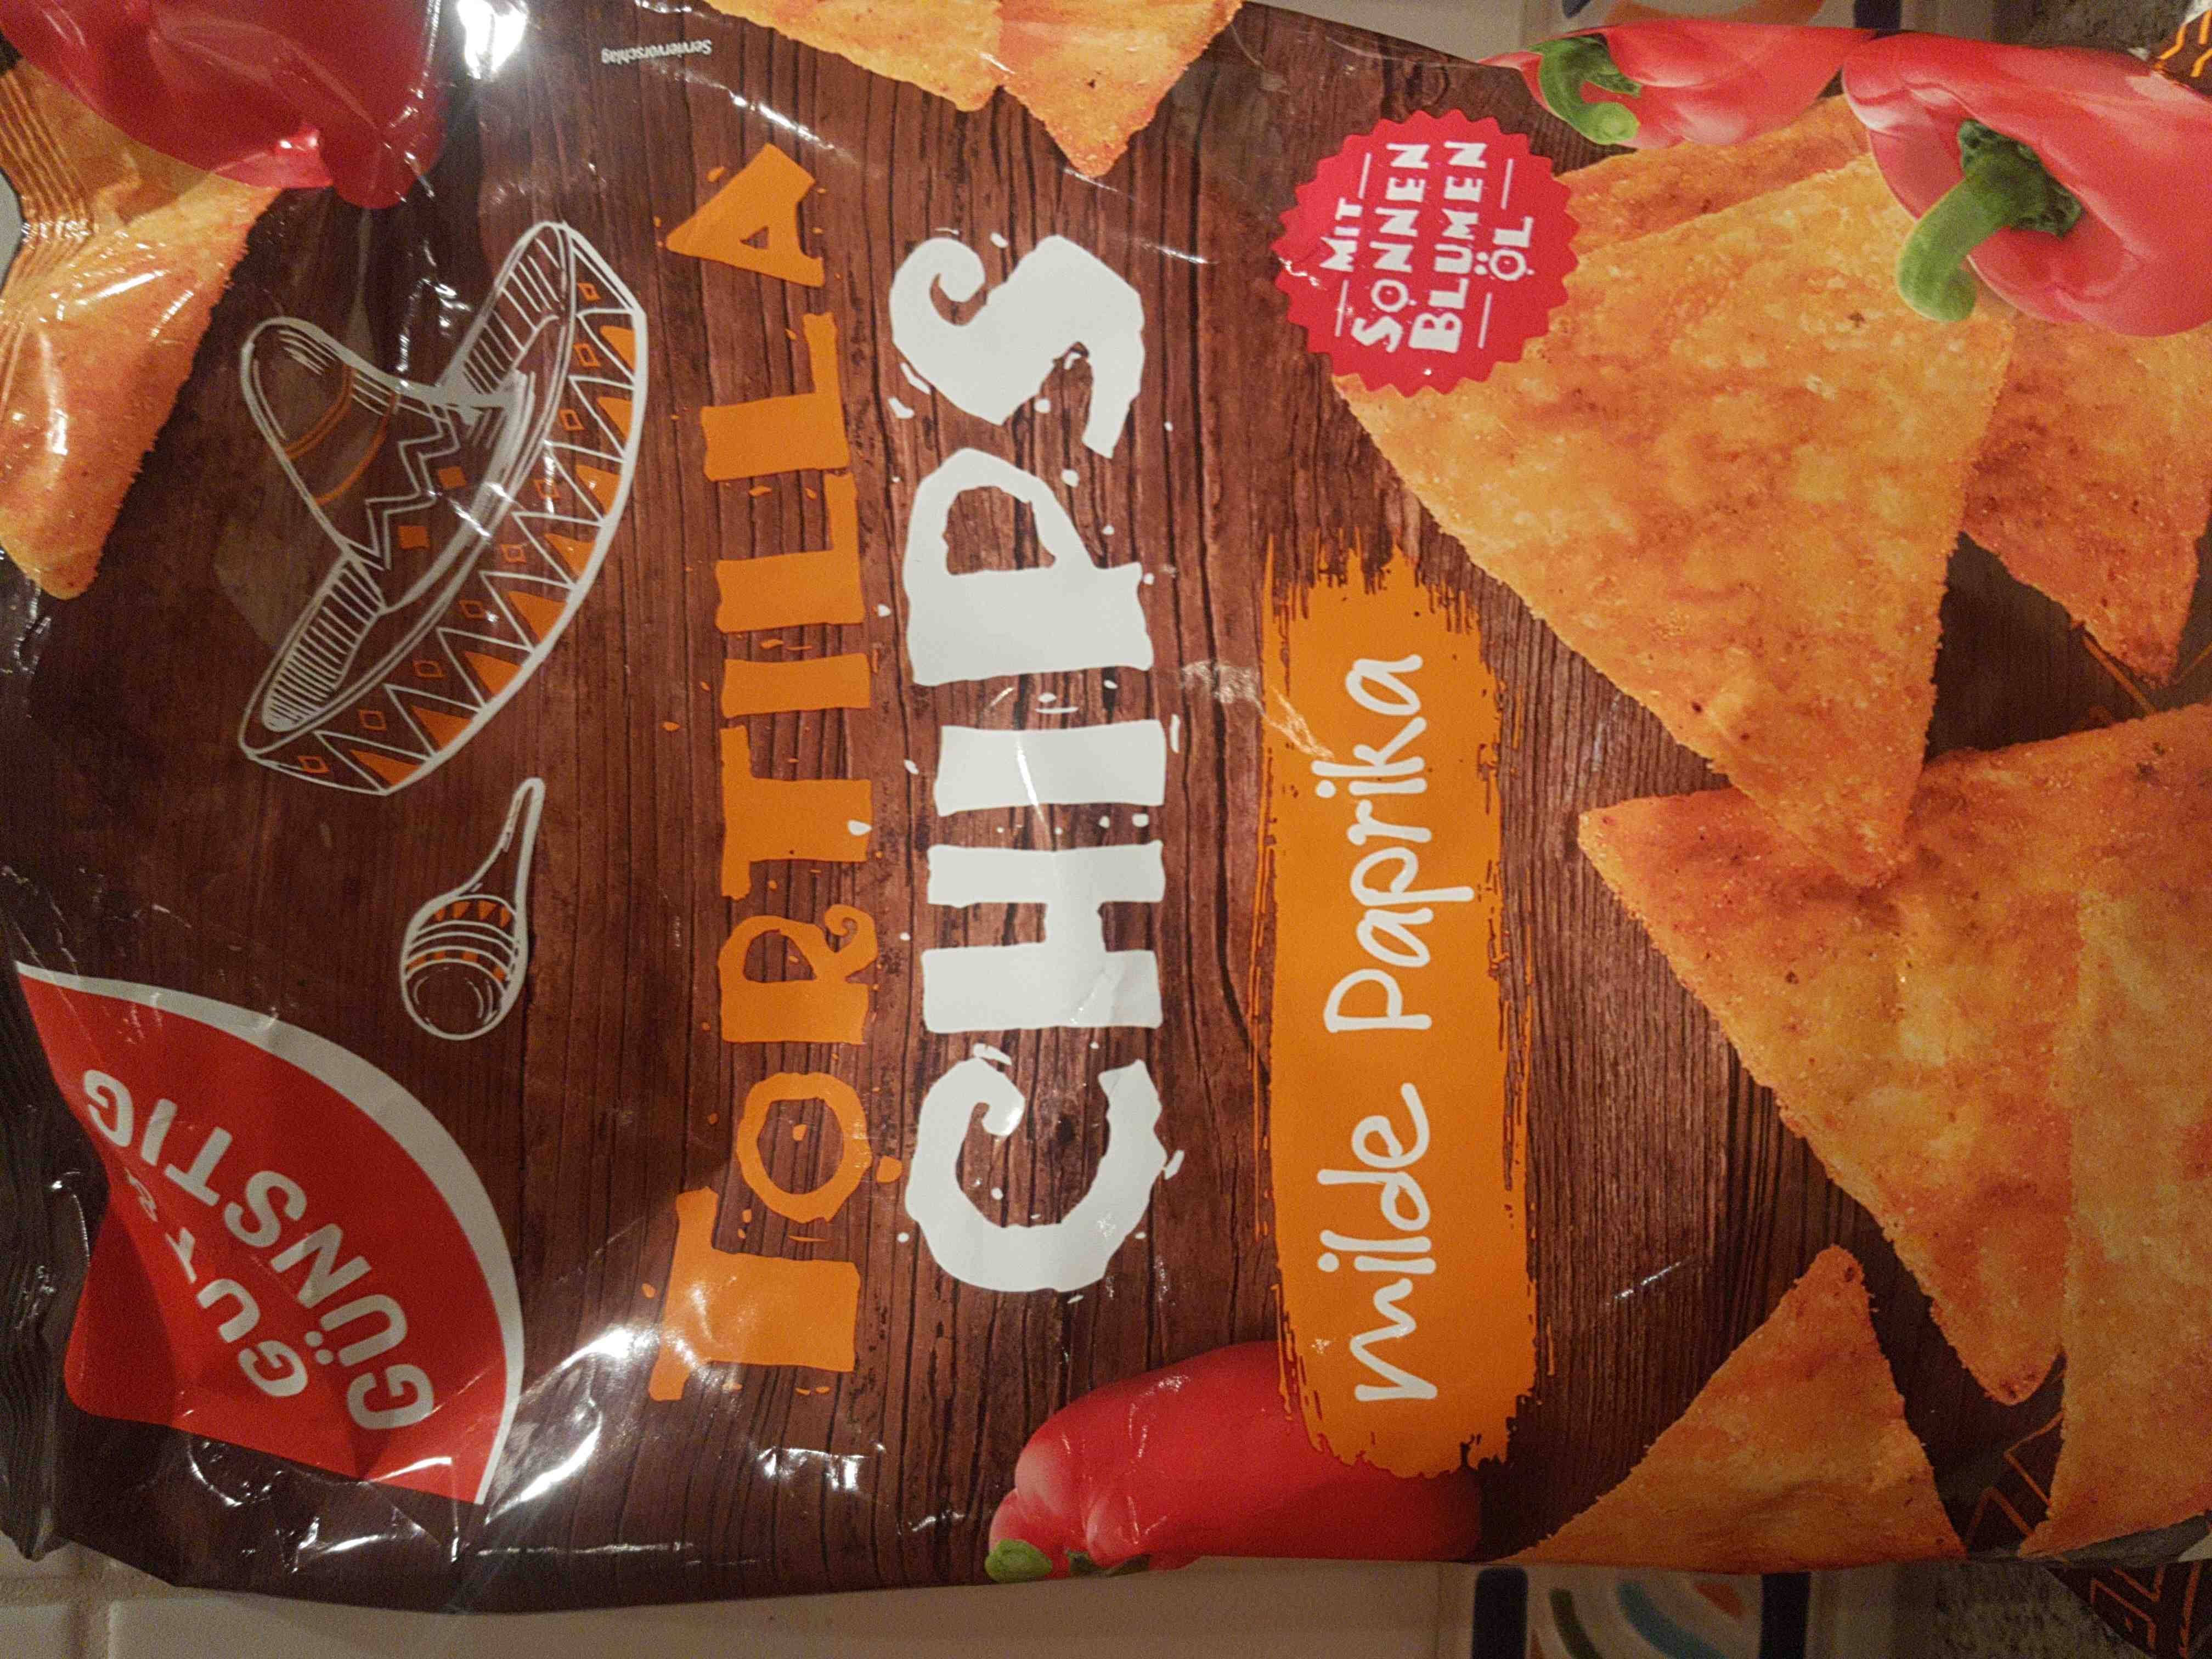 GUT &
GÜNSTIG
Serviervorschlag
TORTILLA
CHIPS
milde Paprika
MIT
SONNEN
BLUMEN
ÖL